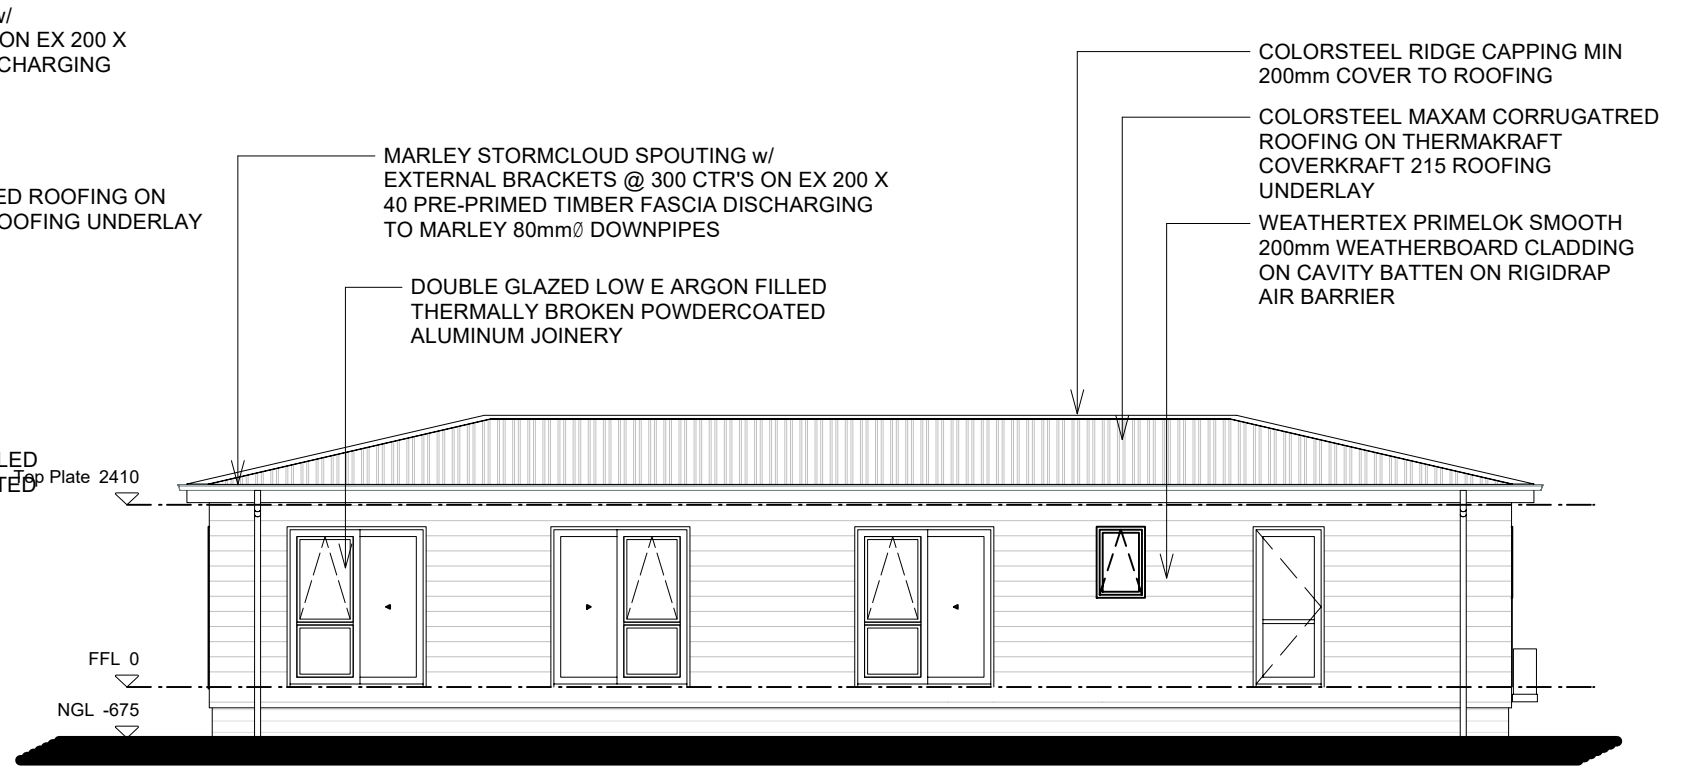 w/
ON EX 200 X
CHARGING
ED ROOFING ON
OOFING UNDERLAY
LED
TED
MARLEY STORMCLOUD SPOUTING w/
EXTERNAL BRACKETS @ 300 CTR'S ON EX 200 X
40 PRE-PRIMED TIMBER FASCIA DISCHARGING
TO MARLEY 80mmØ DOWNPIPES
DOUBLE GLAZED LOW E ARGON FILLED
THERMALLY BROKEN POWDERCOATED
ALUMINUM JOINERY
COLORSTEEL RIDGE CAPPING MIN
200mm COVER TO ROOFING
COLORSTEEL MAXAM CORRUGATRED
ROOFING ON THERMAKRAFT
COVERKRAFT 215 ROOFING
UNDERLAY
WEATHERTEX PRIMELOK SMOOTH
200mm WEATHERBOARD CLADDING
ON CAVITY BATTEN ON RIGIDRAP
AIR BARRIER
Top Plate 2410
FFL 0
NGL -675